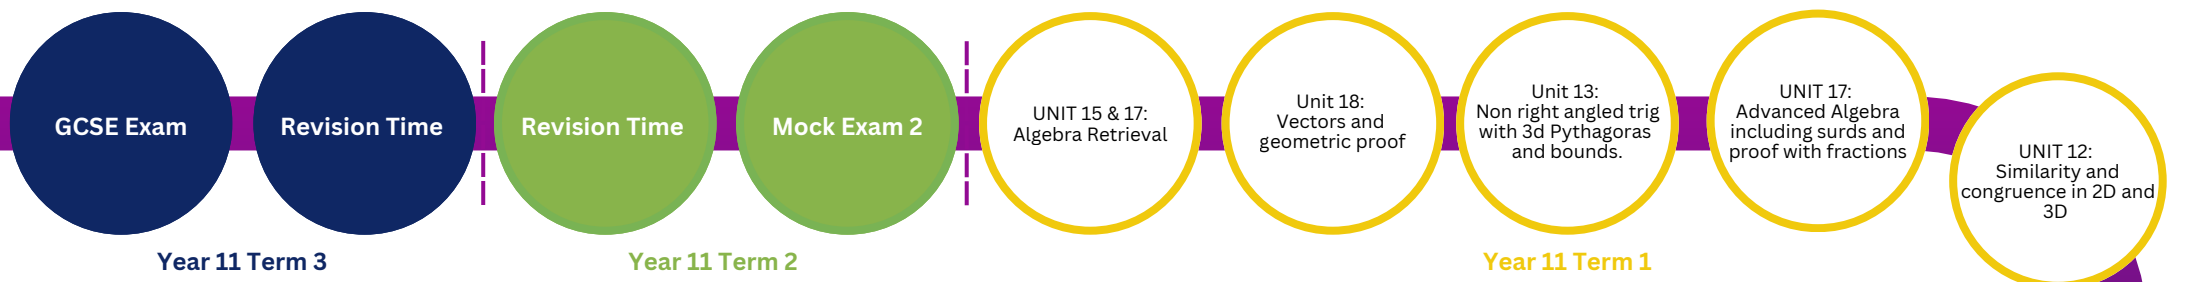 GCSE Exam
Revision Time
Revision Time
Mock Exam 2
UNIT 15 & 17:
Algebra Retrieval
Unit 18:
Vectors and
geometric proof
Unit 13:
Non right angled trig
with 3d Pythagoras
and bounds.
UNIT 17:
Advanced Algebra
including surds and
proof with fractions
UNIT 12:
Similarity and
congruence in 2D and
3D
Year 11 Term 3
Year 11 Term 2
Year 11 Term 1